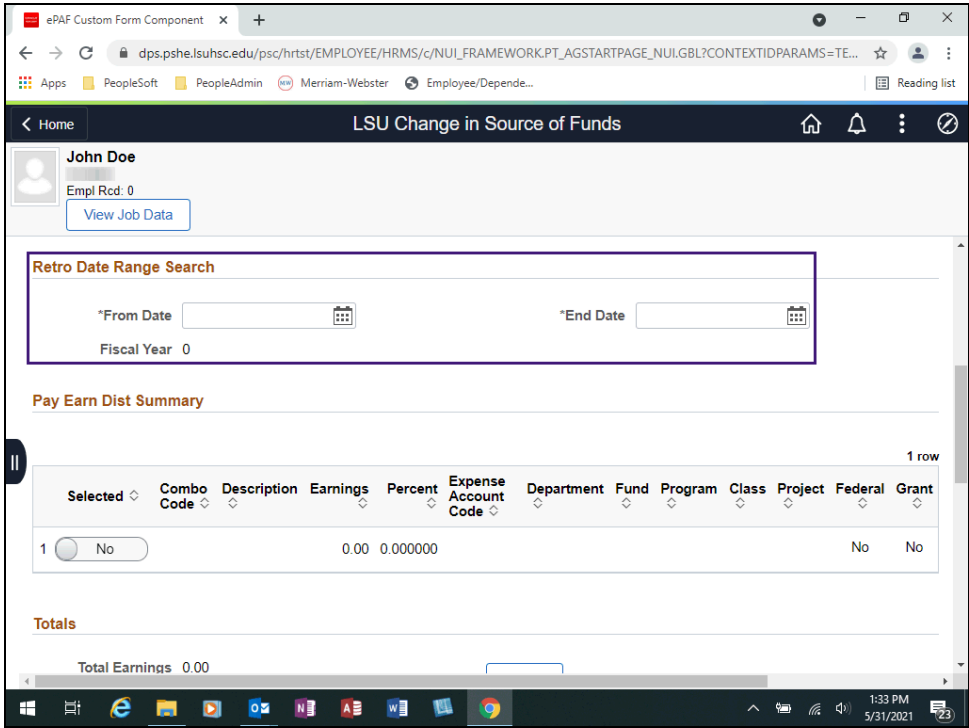 ePAF Custom Form Component
dps.pshe.lsuhsc.edu/psc/hrtst/EMPLOYEE/HRMS/c/NUI_FRAMEWORK.PT_AGSTARTPAGE_NUI.GBL?CONTEXTIDPARAMS=TE...
Apps PeopleSoft PeopleAdmin MW Merriam-Webster Employee/Depende... Reading list
Home LSU Change in Source of Funds
John Doe
Empl Rcd: 0
View Job Data
Retro Date Range Search
*From Date *End Date
Fiscal Year 0
Pay Earn Dist Summary
1 row
Selected Combo Code Description Earnings Percent Expense Account Code Department Fund Program Class Project Federal Grant
1 No 0.00 0.000000 No No
Totals
Total Earnings 0.00
1:33 PM
5/31/2021
23